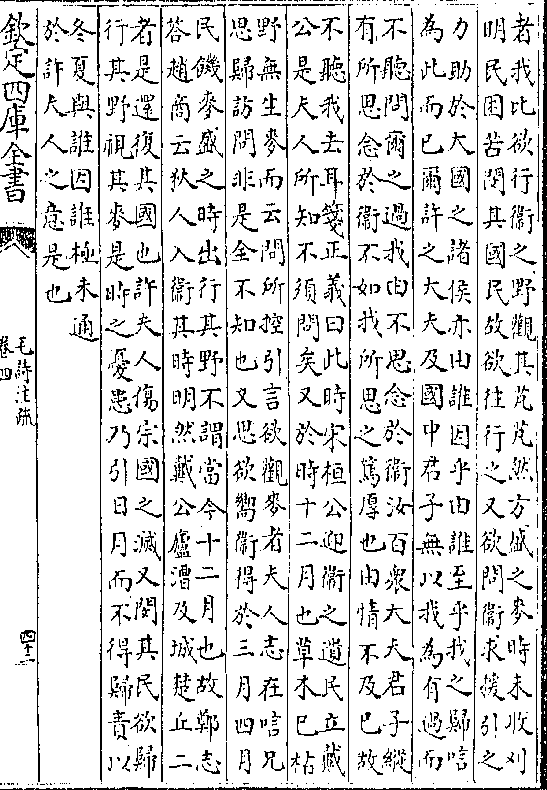 者我比欲行衛之野觀其芃芃然方盛之麥時未收刈
明民困苦閔其國民故欲往行之又欲問衛求援引之
力助於大國之諸侯亦由誰因乎由誰至乎我之歸唁
為此而已爾許之大夫及國中君子無以我為有過而
不聽問爾之過我由不思念於衛汝百衆大夫君子縱
有所思念於衛不如我所思之篤厚也由情不及已故
不聽我去耳箋正義曰此時宋桓公迎衛之遺民立戴
公是夫人所知不須問矣又於時十二月也草木已枯
野無生麥而云問所控引言欲觀麥者夫人志在唁兄
思歸訪問非是全不知也又思欲嚮衛得於三月四月
民饑麥盛之時出行其野不謂當今十二月也故鄭志
答趙商云狄人入衛其時明然戴公廬漕及城楚丘二
者是還復其國也許夫人傷宗國之滅又閔其民欲歸
行其野視其麥是時之憂患乃引日月而不得歸責以
冬夏與誰因誰極未通
於許夫人之意是也
欽定四庫全書
毛詩注疏
卷四
四十二